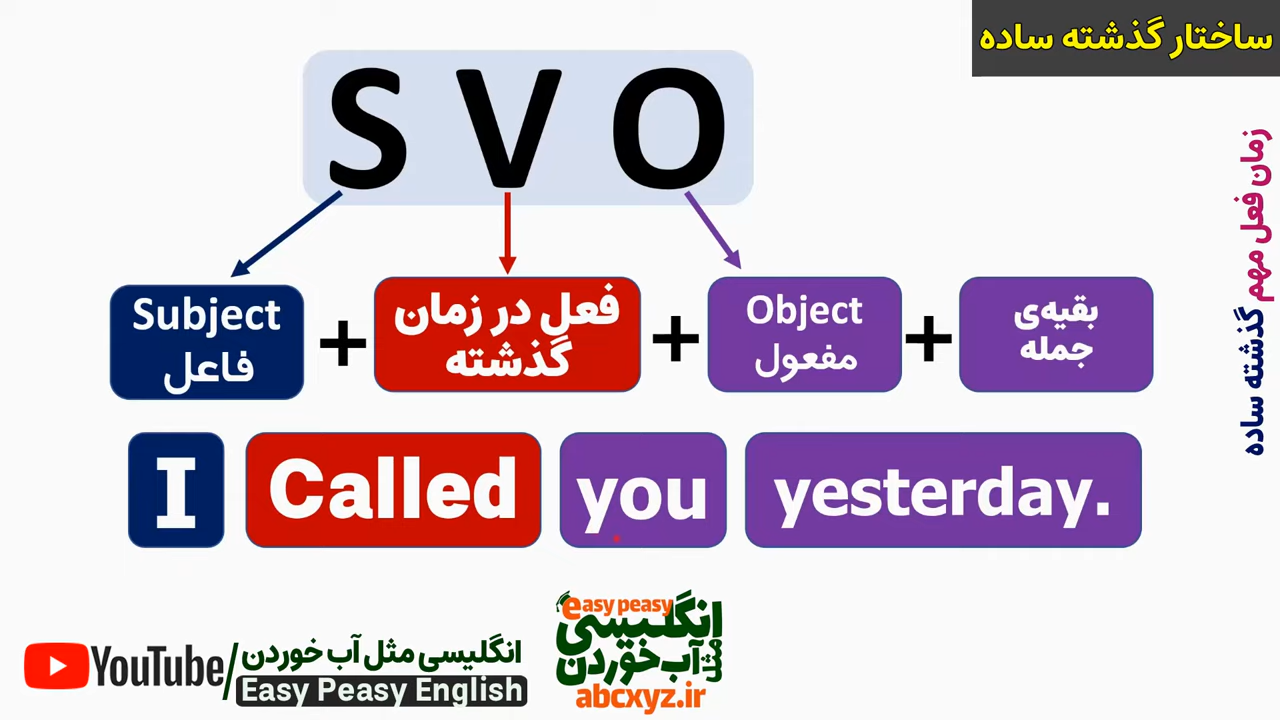 ساختار گذشته ساده
زمان فعل مهم گذشته ساده
S V O
Subject
فاعل
+
فعل در زمان
گذشته
+
Object
مفعول
+
بقیه‌ی
جمله
I Called you yesterday.
YouTube/
انگلیسی مثل آب خوردن
Easy Peasy English
easy peasy
انگلیسی
مثل
آب خوردن
abcxyz.ir